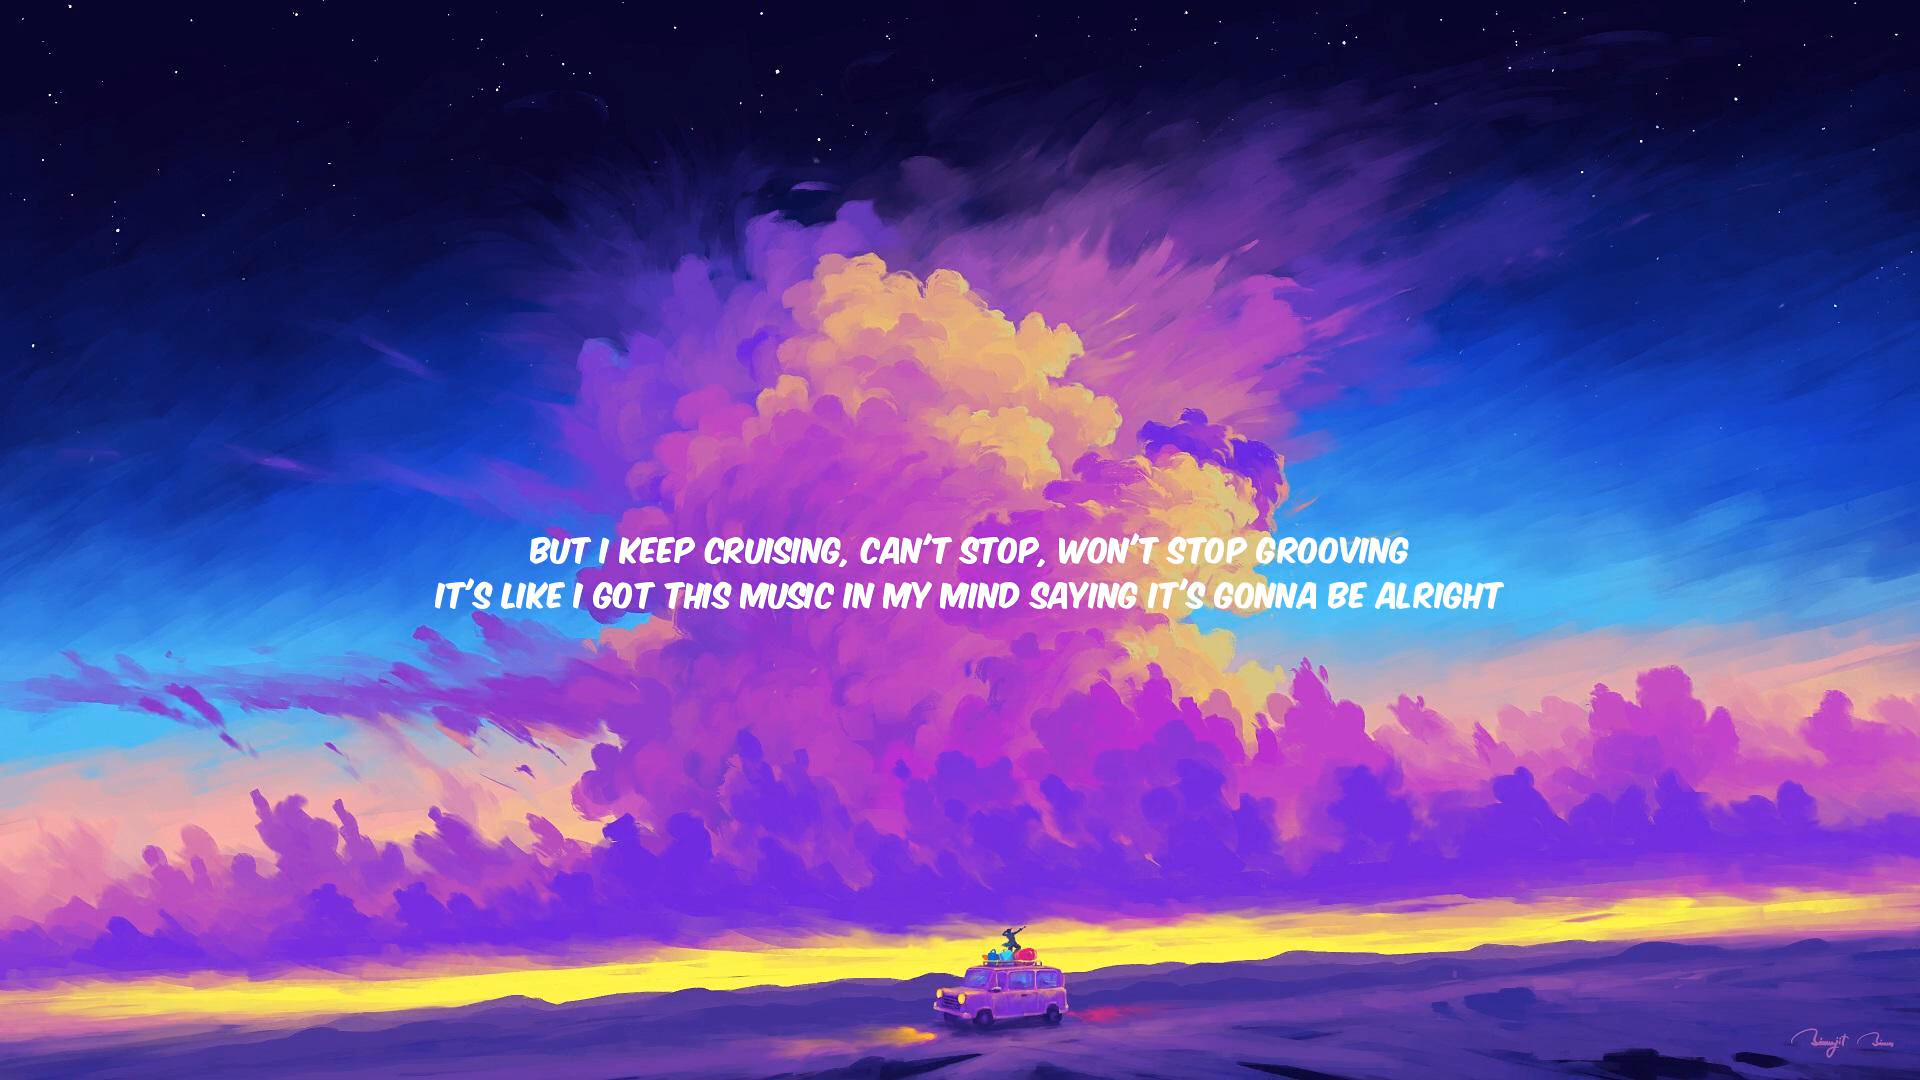 BUT I KEEP CRUISING, CAN'T STOP, WON'T STOP GROOVING
IT'S LIKE I GOT THIS MUSIC IN MY MIND SAYING IT'S GONNA BE ALRIGHT